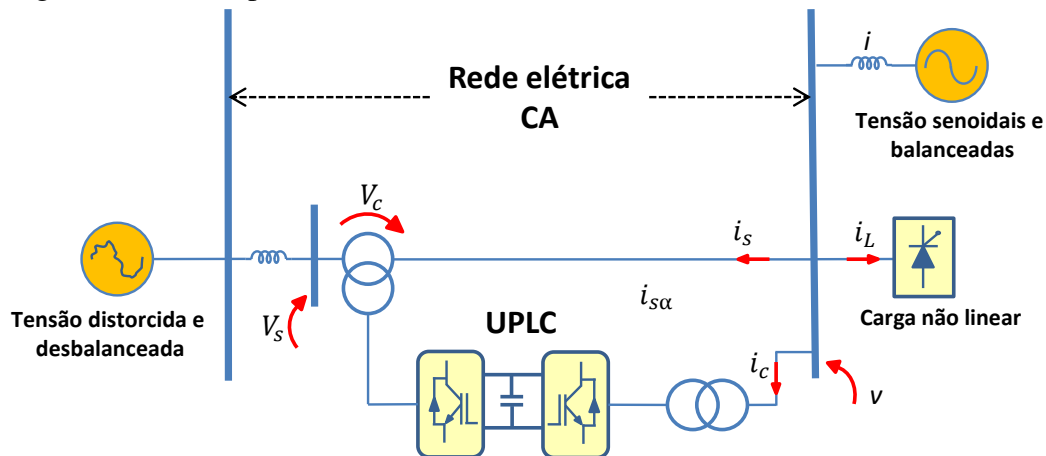 Rede elétrica
CA
i
Tensão senoidais e
balanceadas
V_c
i_s
i_L
i_sα
V_s
UPLC
Tensão distorcida e
desbalanceada
Carga não linear
i_c
v